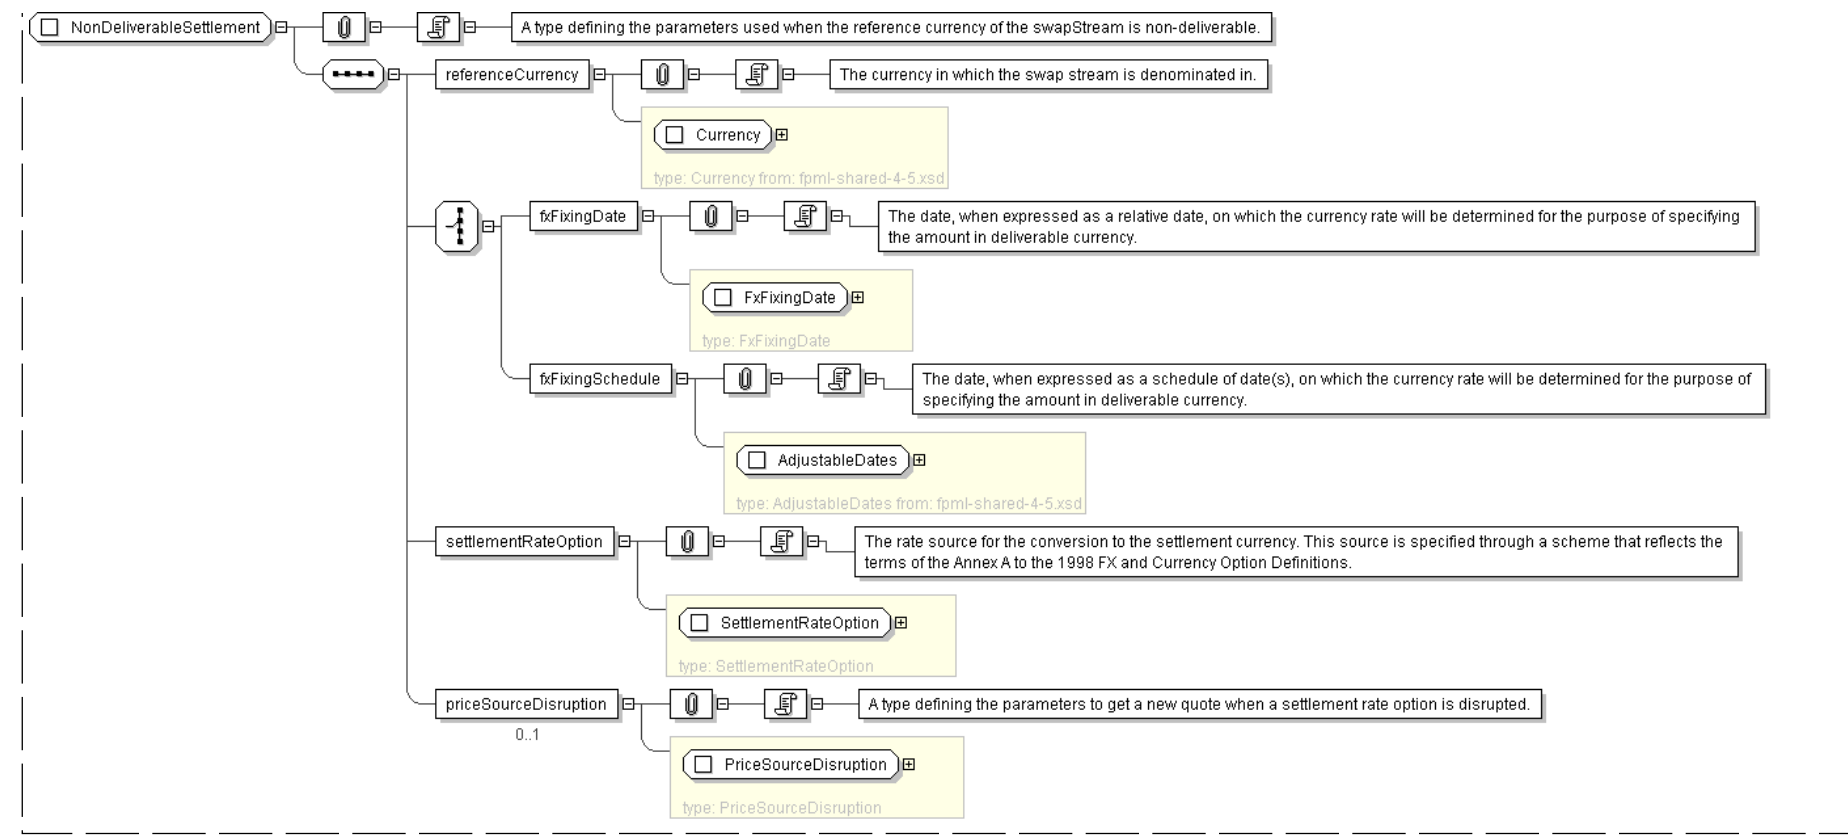 NonDeliverableSettlement
A type defining the parameters used when the reference currency of the swapStream is non-deliverable.
referenceCurrency
The currency in which the swap stream is denominated in.
Currency
type: Currency from: fpml-shared-4-5.xsd
fxFixingDate
The date, when expressed as a relative date, on which the currency rate will be determined for the purpose of specifying
the amount in deliverable currency.
FxFixingDate
type: FxFixingDate
fxFixingSchedule
The date, when expressed as a schedule of date(s), on which the currency rate will be determined for the purpose of
specifying the amount in deliverable currency.
AdjustableDates
type: AdjustableDates from: fpml-shared-4-5.xsd
settlementRateOption
The rate source for the conversion to the settlement currency. This source is specified through a scheme that reflects the
terms of the Annex A to the 1998 FX and Currency Option Definitions.
SettlementRateOption
type: SettlementRateOption
priceSourceDisruption
A type defining the parameters to get a new quote when a settlement rate option is disrupted.
0..1
PriceSourceDisruption
type: PriceSourceDisruption